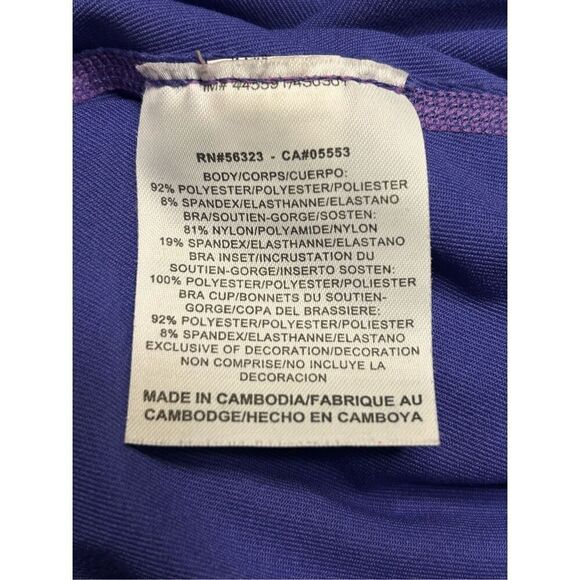 RN#56323 - CA#05553
BODY/CORPS/CUERPO:
92% POLYESTER/POLYESTER/POLIESTER
8% SPANDEX/ELASTHANNE/ELASTANO
BRA/SOUTIEN-GORGE/SOSTEN:
81% NYLON/POLYAMIDE/NYLON
19% SPANDEX/ELASTHANNE/ELASTANO
BRA INSET/INCRUSTATION DU
SOUTIEN-GORGE/INSERTO SOSTEN:
100% POLYESTER/POLYESTER/POLIESTER
BRA CUP/BONNETS DU SOUTIEN-
GORGE/COPA DEL BRASSIERE:
92% POLYESTER/POLYESTER/POLIESTER
8% SPANDEX/ELASTHANNE/ELASTANO
EXCLUSIVE OF DECORATION/DECORATION
NON COMPRISE/NO INCLUYE LA
DECORACION
MADE IN CAMBODIA/FABRIQUE AU
CAMBODGE/HECHO EN CAMBOYA